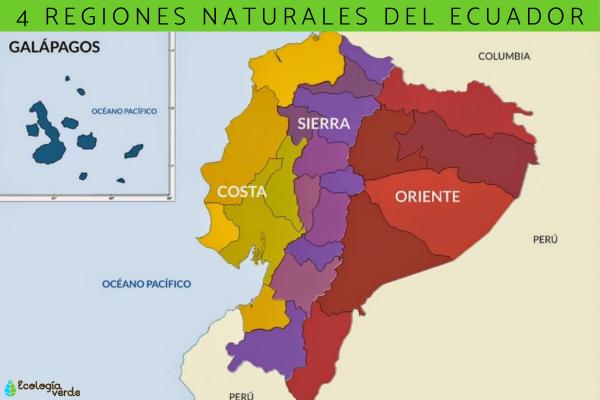 4 REGIONES NATURALES DEL ECUADOR
GALÁPAGOS
OCÉANO PACÍFICO
COLUMBIA
SIERRA
COSTA
ORIENTE
PERÚ
OCÉANO PACÍFICO
Ecología
verde
PERÚ